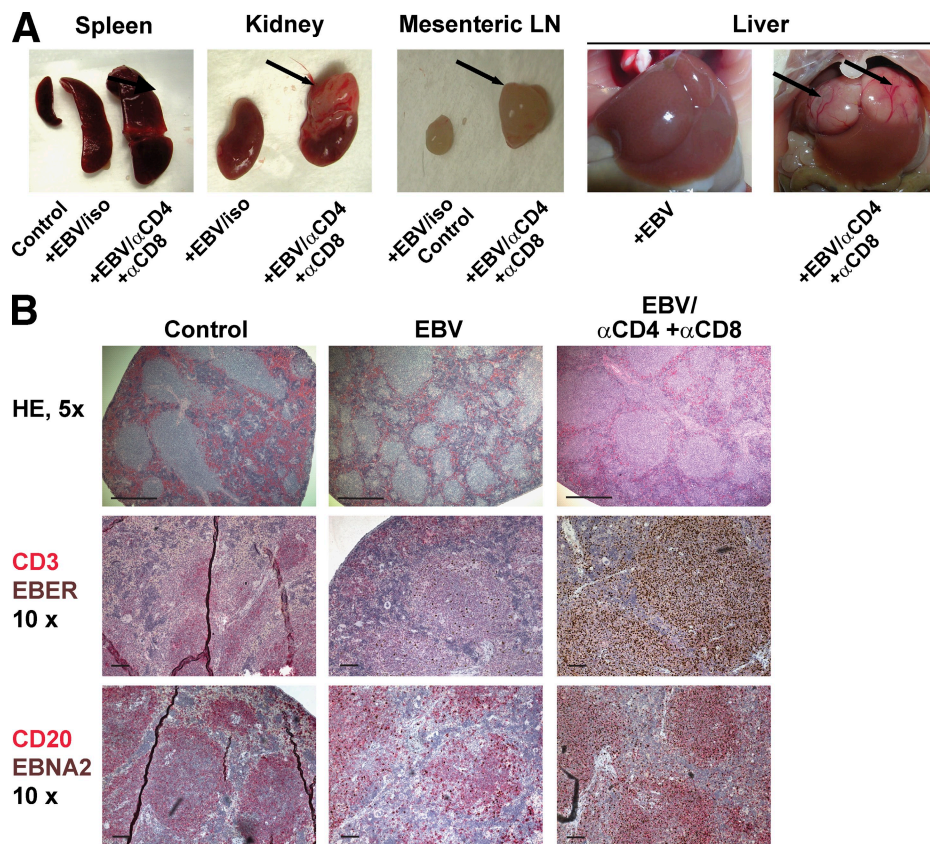 A
Spleen
Kidney
Mesenteric LN
Liver
Control
+EBV/iso
+EBV/αCD4
+αCD8
+EBV/iso
+EBV/αCD4
+αCD8
+EBV/iso
Control
+EBV/αCD4
+αCD8
+EBV
+EBV/αCD4
+αCD8
B
Control
EBV
EBV/
αCD4 +αCD8
HE, 5x
CD3
EBER
10 x
CD20
EBNA2
10 x